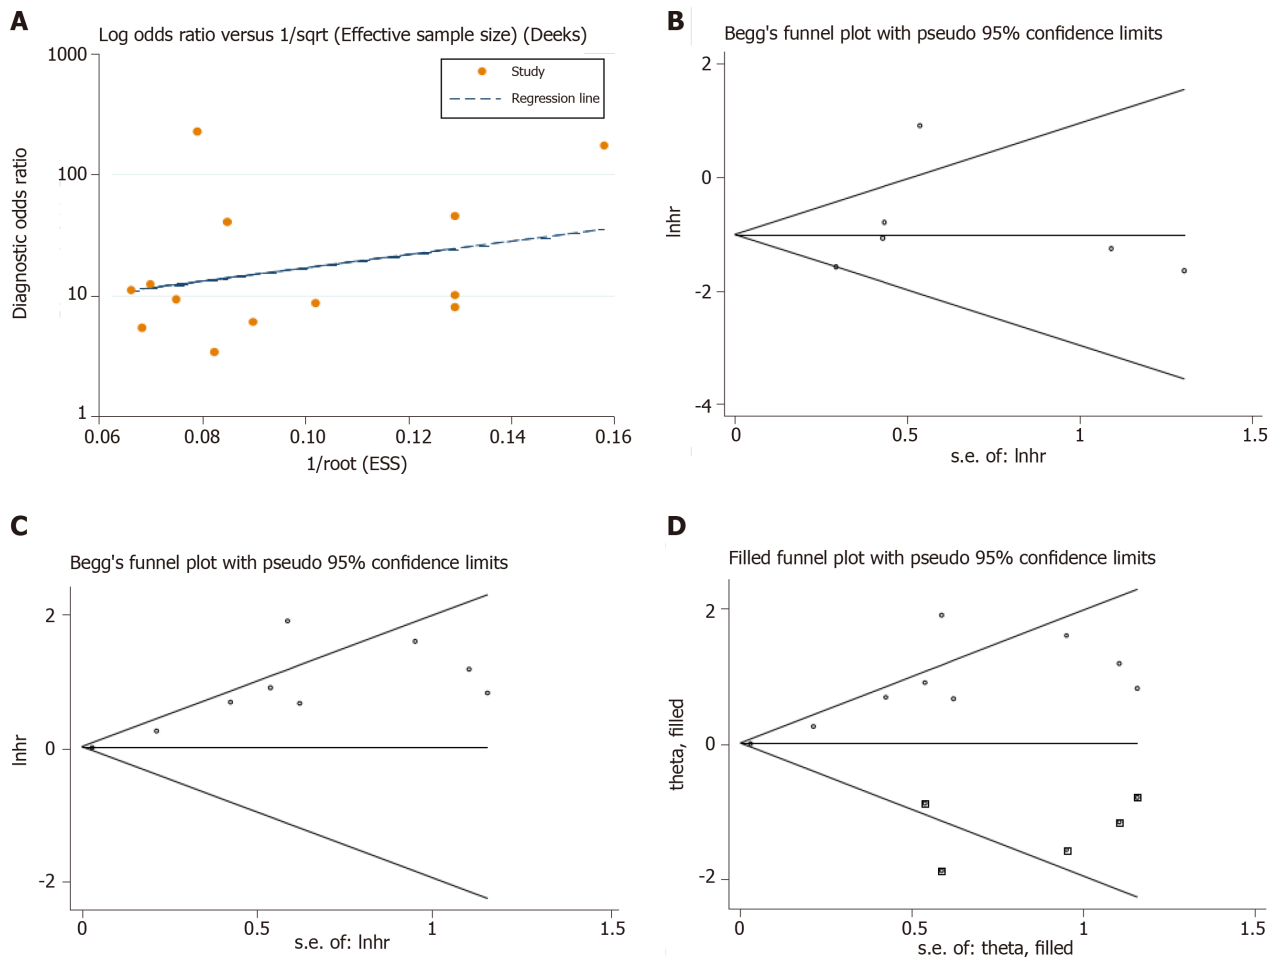 A
Log odds ratio versus 1/sqrt (Effective sample size) (Deeks)
1000
Study
Regression line
100
Diagnostic odds ratio
10
1
0.06 0.08 0.10 0.12 0.14 0.16
1/root (ESS)
B
Begg's funnel plot with pseudo 95% confidence limits
2
0
lnhr
-2
-4
0 0.5 1 1.5
s.e. of: lnhr
C
Begg's funnel plot with pseudo 95% confidence limits
2
lnhr
0
-2
0 0.5 1 1.5
s.e. of: lnhr
D
Filled funnel plot with pseudo 95% confidence limits
2
theta, filled
0
-2
0 0.5 1 1.5
s.e. of: theta, filled